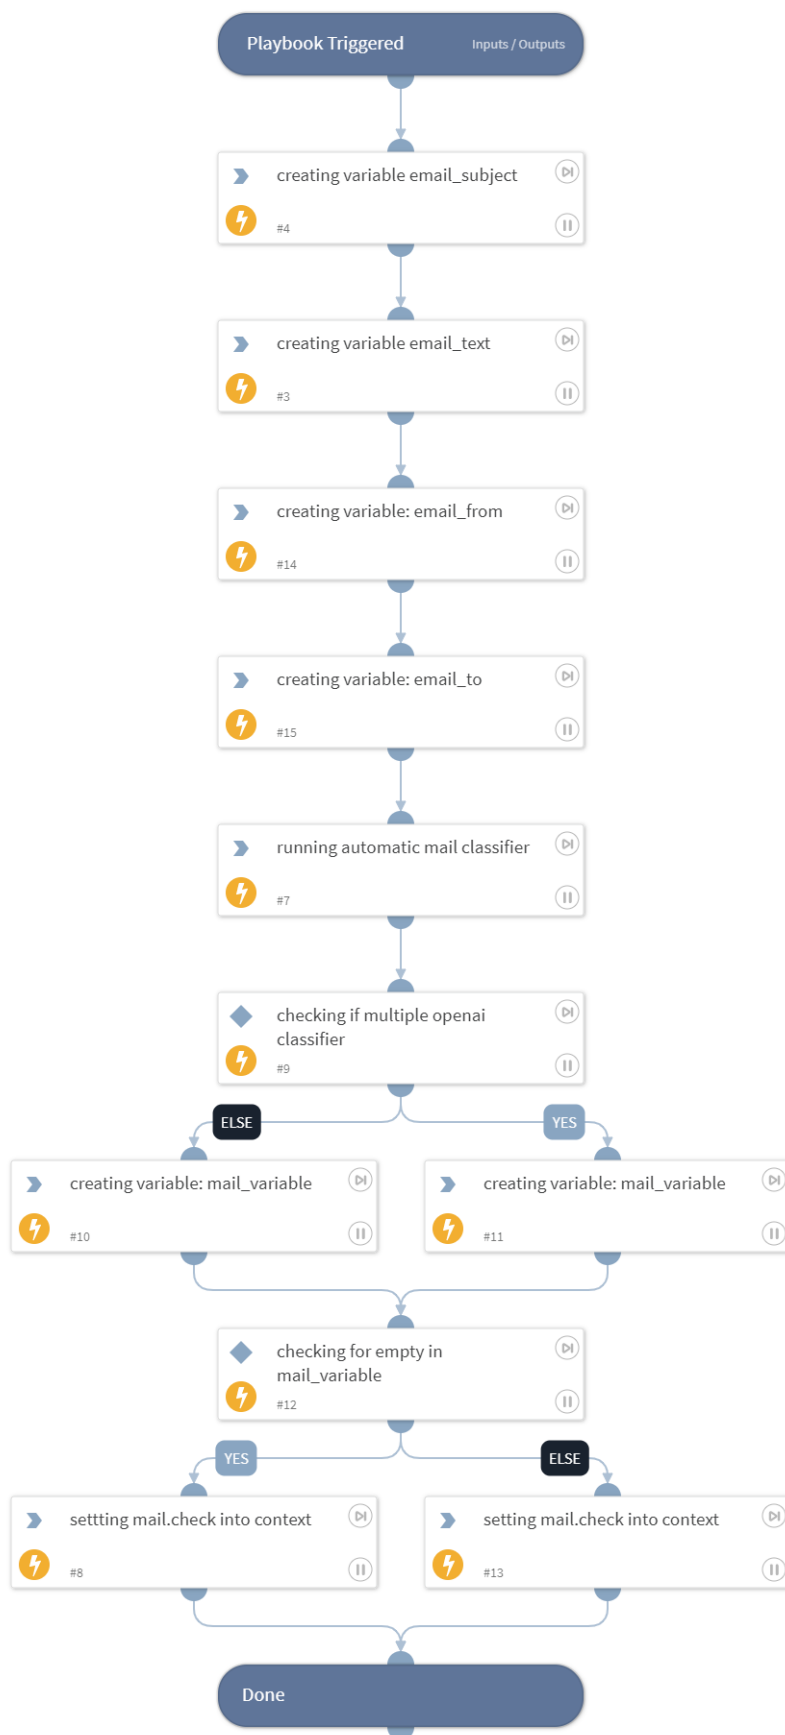 Playbook Triggered
Inputs / Outputs
creating variable email_subject
#4
creating variable email_text
#3
creating variable: email_from
#14
creating variable: email_to
#15
running automatic mail classifier
#7
checking if multiple openai
classifier
#9
ELSE
YES
creating variable: mail_variable
#10
creating variable: mail_variable
#11
checking for empty in
mail_variable
#12
YES
ELSE
settting mail.check into context
#8
setting mail.check into context
#13
Done